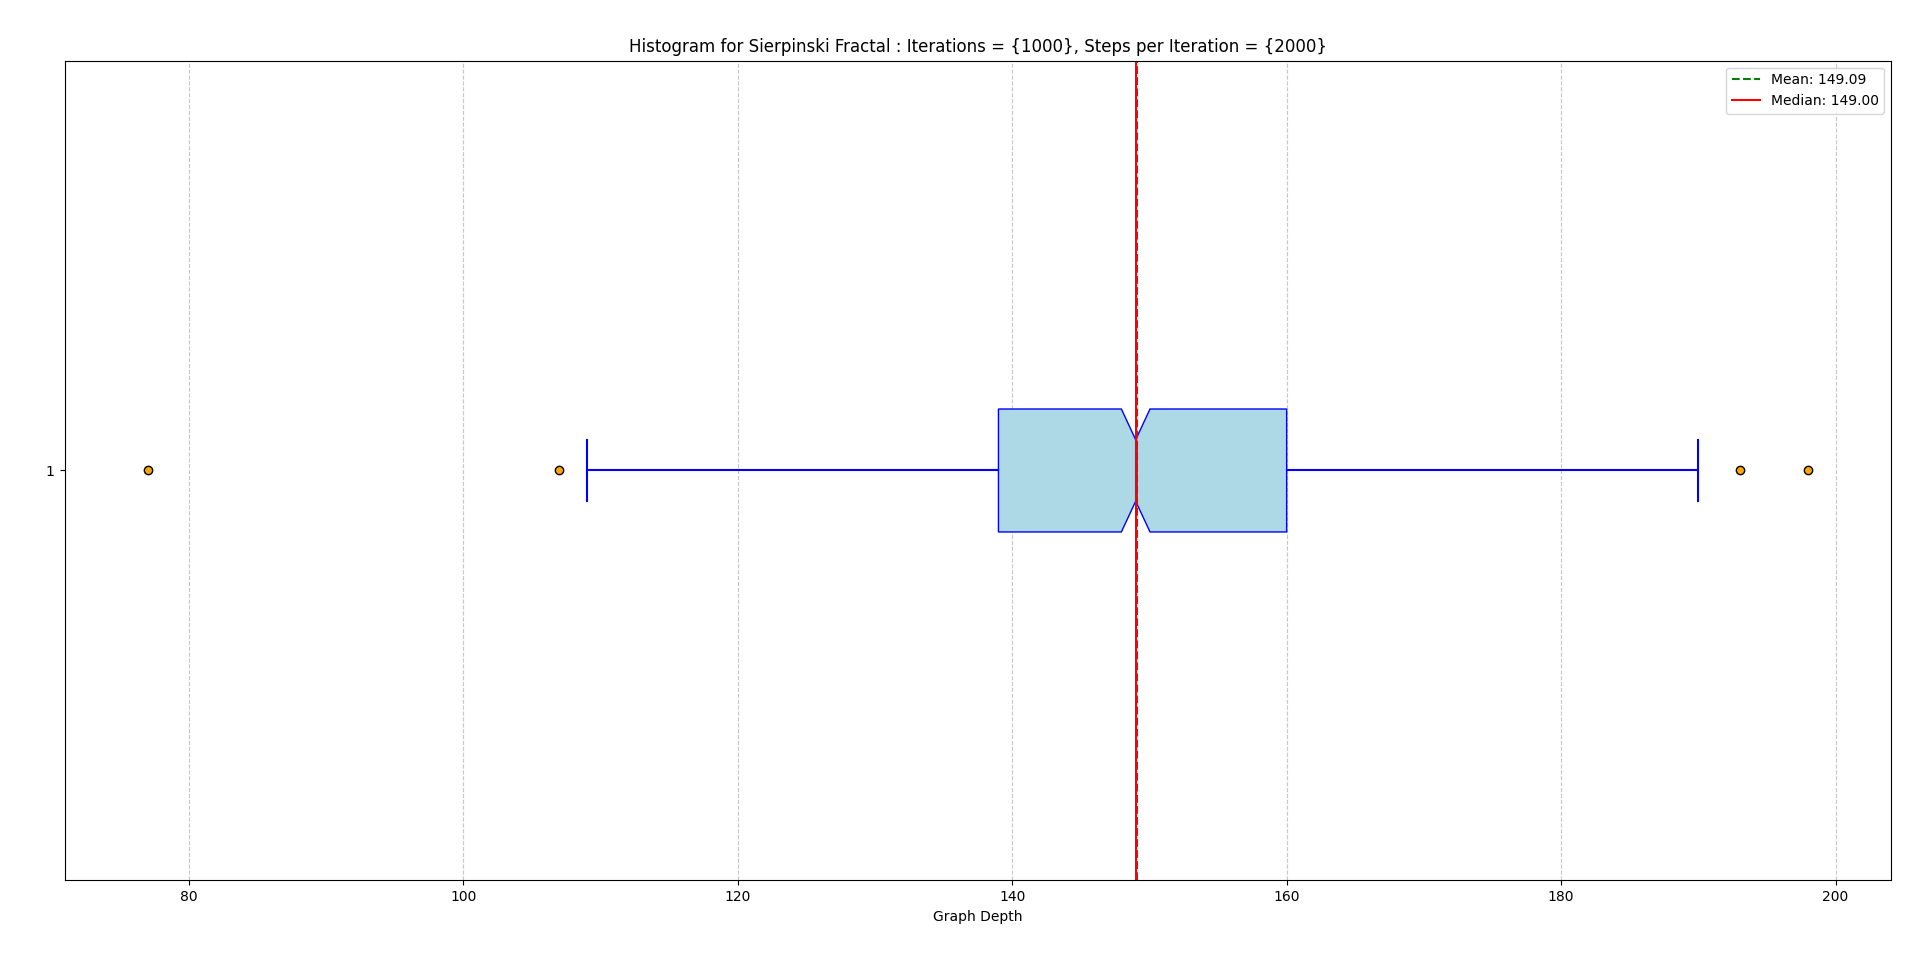 Histogram for Sierpinski Fractal : Iterations = {1000}, Steps per Iteration = {2000}
Mean: 149.09
Median: 149.00
1
80 100 120 140 160 180 200
Graph Depth